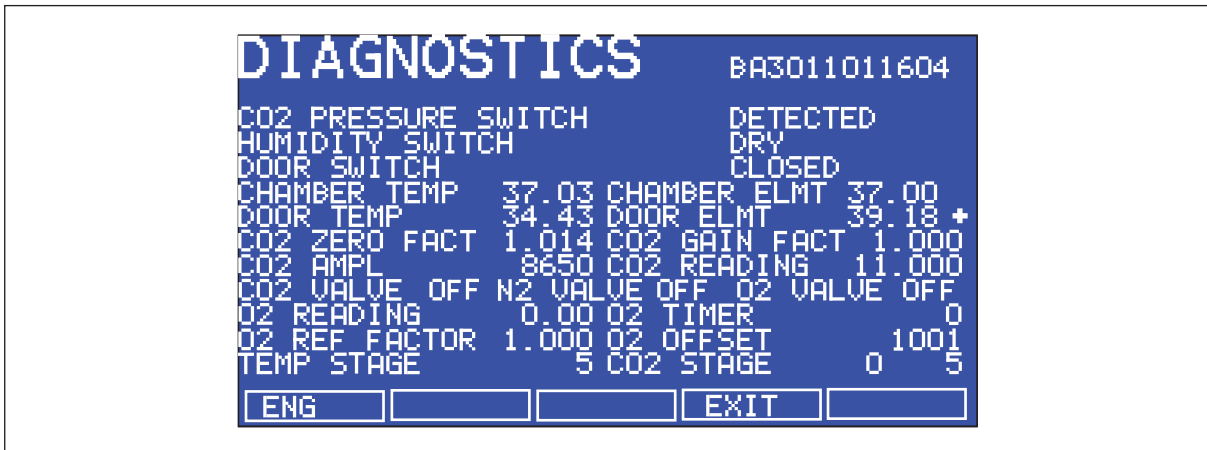 DIAGNOSTICS BA3011011604
CO2 PRESSURE SWITCH DETECTED
HUMIDITY SWITCH DRY
DOOR SWITCH CLOSED
CHAMBER TEMP 37.03 CHAMBER ELMT 37.00
DOOR TEMP 34.43 DOOR ELMT 39.18 +
CO2 ZERO FACT 1.014 CO2 GAIN FACT 1.000
CO2 AMPL 8650 CO2 READING 11.000
CO2 VALVE OFF N2 VALVE OFF O2 VALVE OFF
O2 READING 0.00 O2 TIMER 0
O2 REF FACTOR 1.000 O2 OFFSET 1001
TEMP STAGE 5 CO2 STAGE 0 5
ENG EXIT